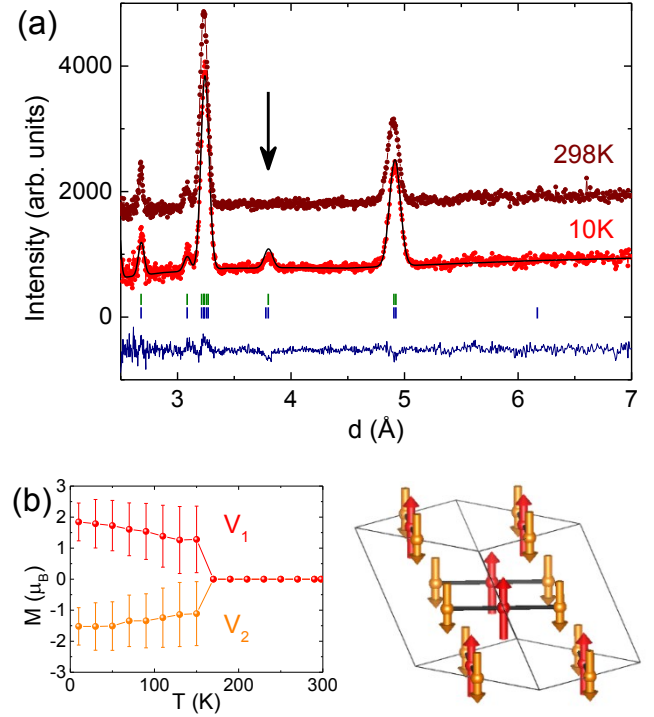 (a)
4000
2000
0
Intensity (arb. units)
298K
10K
3 4 5 6 7
d (Å)
(b)
3
2
1
0
-1
-2
-3
M (μB)
V1
V2
0 100 200 300
T (K)